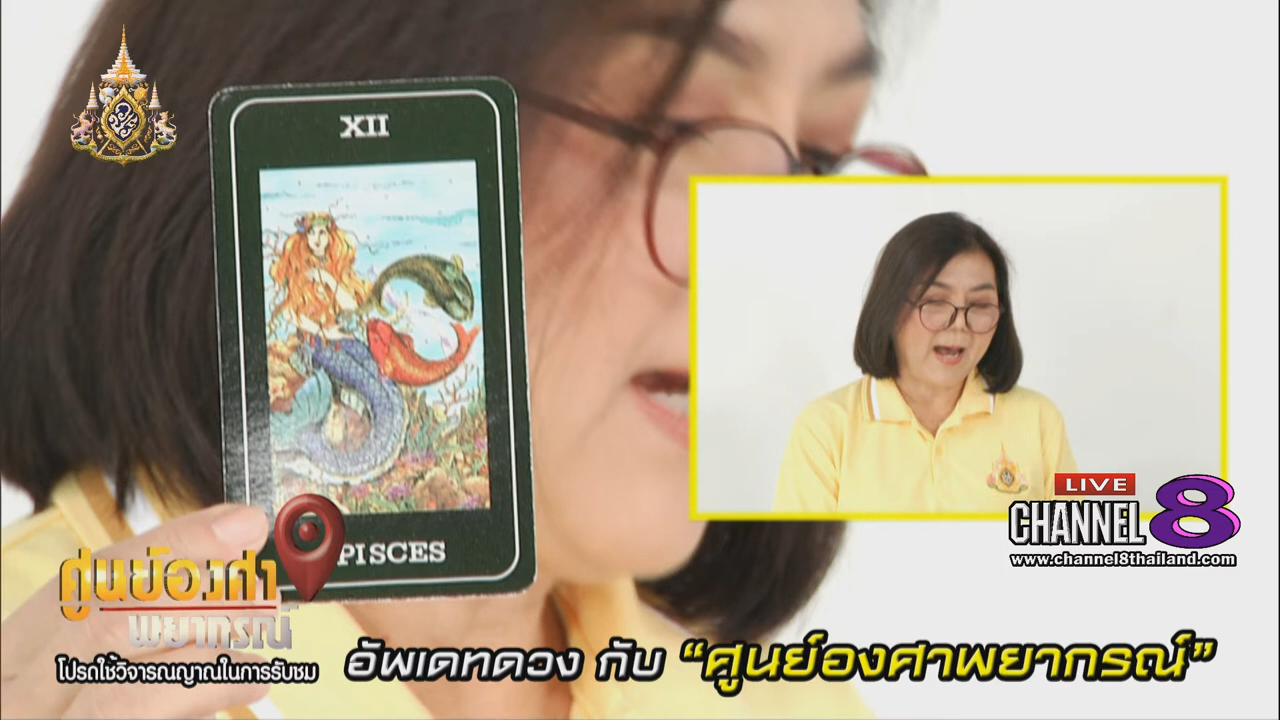 XII
PISCES
LIVE
CHANNEL 8
www.channel8thailand.com
ศูนย์องศา
พยากรณ์
โปรดใช้วิจารณญาณในการรับชม
อัพเดทดวง กับ “ศูนย์องศาพยากรณ์”